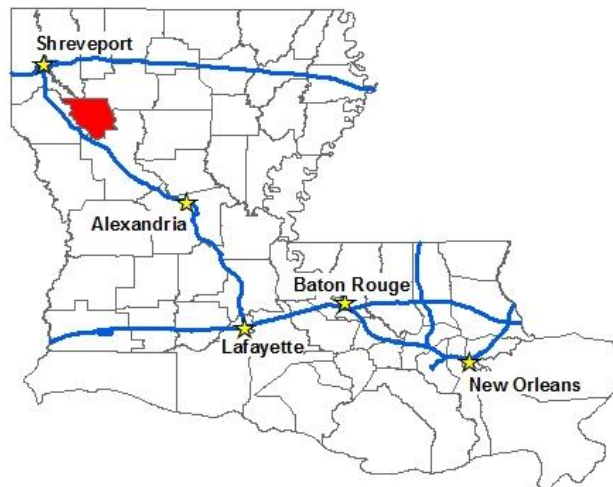 Shreveport
Alexandria
Baton Rouge
Lafayette
New Orleans